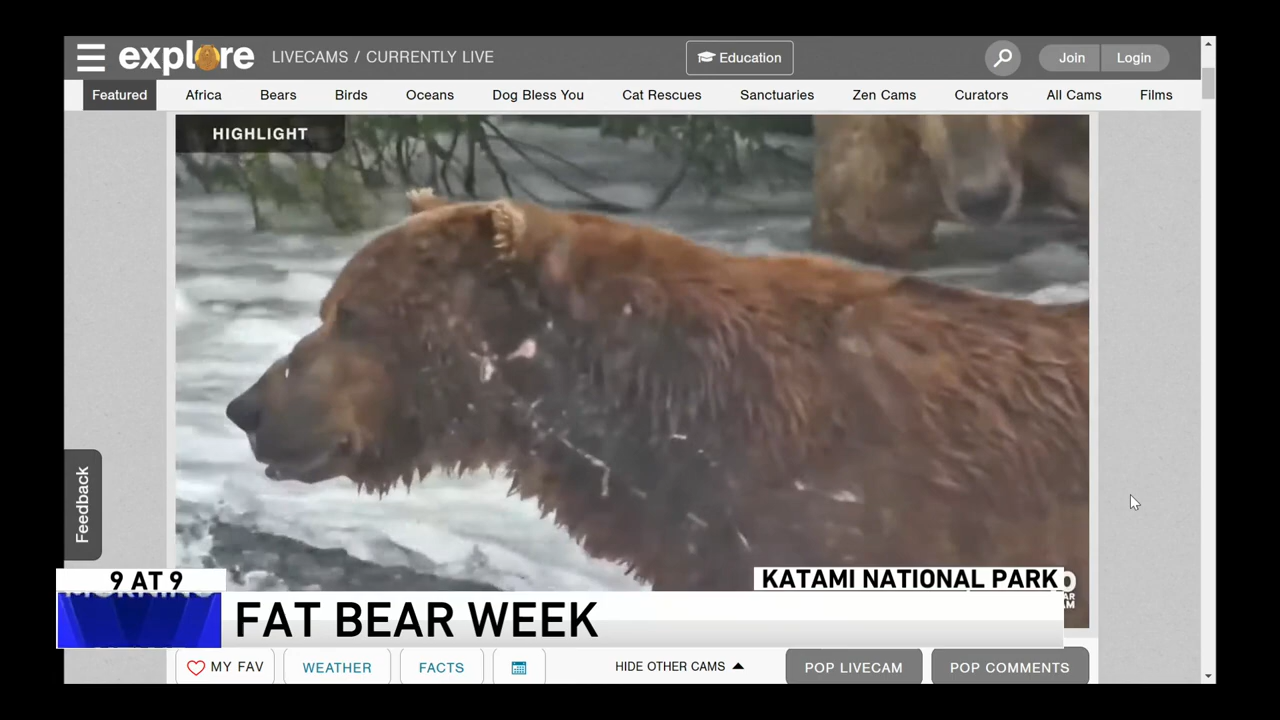 explore
LIVECAMS / CURRENTLY LIVE
Education
Join
Login
Featured
Africa
Bears
Birds
Oceans
Dog Bless You
Cat Rescues
Sanctuaries
Zen Cams
Curators
All Cams
Films
HIGHLIGHT
Feedback
9 AT 9
KATAMI NATIONAL PARK
MORNING
FAT BEAR WEEK
MY FAV
WEATHER
FACTS
HIDE OTHER CAMS
POP LIVECAM
POP COMMENTS